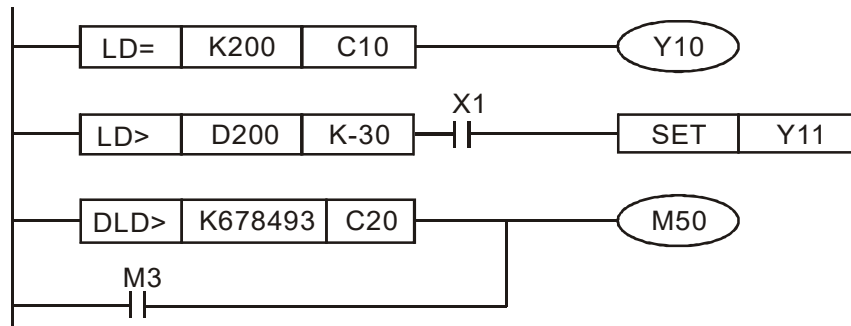 LD= K200 C10 Y10
X1
LD> D200 K-30 SET Y11
DLD> K678493 C20 M50
M3